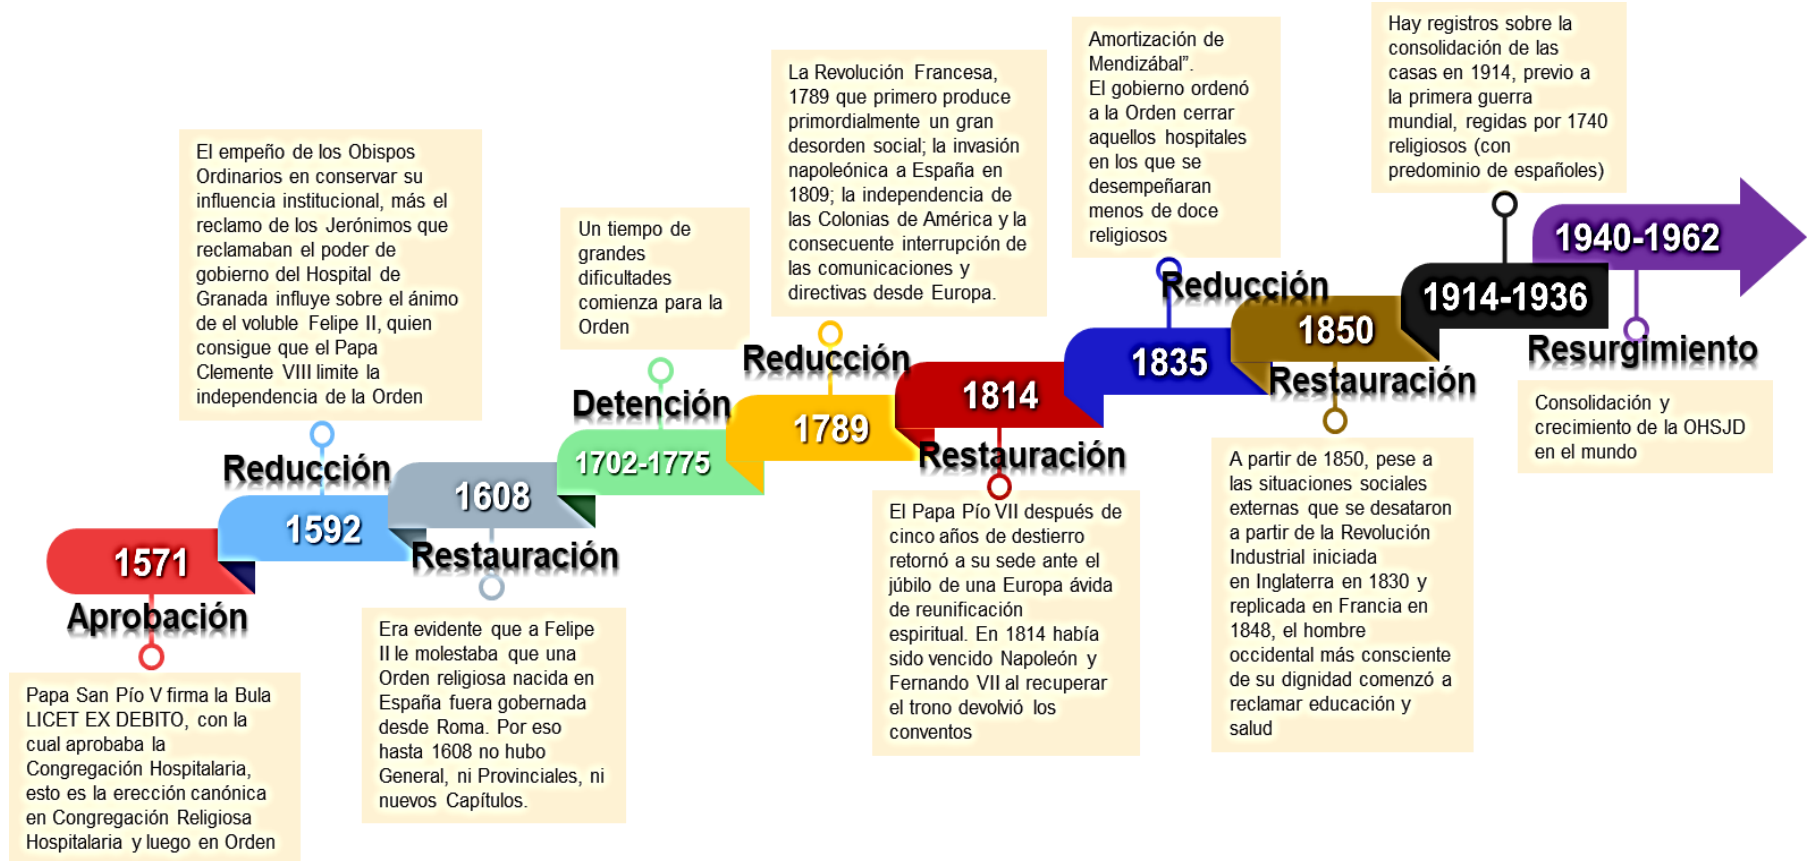 1571
Aprobación
Papa San Pío V firma la Bula
LICET EX DEBITO, con la
cual aprobaba la
Congregación Hospitalaria,
esto es la erección canónica
en Congregación Religiosa
Hospitalaria y luego en Orden
El empeño de los Obispos
Ordinarios en conservar su
influencia institucional, más el
reclamo de los Jerónimos que
reclamaban el poder de
gobierno del Hospital de
Granada influye sobre el ánimo
de el voluble Felipe II, quien
consigue que el Papa
Clemente VIII limite la
independencia de la Orden
Reducción
1592
1608
Restauración
Era evidente que a Felipe
II le molestaba que una
Orden religiosa nacida en
España fuera gobernada
desde Roma. Por eso
hasta 1608 no hubo
General, ni Provinciales, ni
nuevos Capítulos.
Un tiempo de
grandes
dificultades
comienza para la
Orden
Detención
1702-1775
La Revolución Francesa,
1789 que primero produce
primordialmente un gran
desorden social; la invasión
napoleónica a España en
1809; la independencia de
las Colonias de América y la
consecuente interrupción de
las comunicaciones y
directivas desde Europa.
Reducción
1789
1814
Restauración
El Papa Pío VII después de
cinco años de destierro
retornó a su sede ante el
júbilo de una Europa ávida
de reunificación
espiritual. En 1814 había
sido vencido Napoleón y
Fernando VII al recuperar
el trono devolvió los
conventos
Amortización de
Mendizábal”.
El gobierno ordenó
a la Orden cerrar
aquellos hospitales
en los que se
desempeñaran
menos de doce
religiosos
Reducción
1835
1850
Restauración
A partir de 1850, pese a
las situaciones sociales
externas que se desataron
a partir de la Revolución
Industrial iniciada
en Inglaterra en 1830 y
replicada en Francia en
1848, el hombre
occidental más consciente
de su dignidad comenzó a
reclamar educación y
salud
Hay registros sobre la
consolidación de las
casas en 1914, previo a
la primera guerra
mundial, regidas por 1740
religiosos (con
predominio de españoles)
1914-1936
1940-1962
Resurgimiento
Consolidación y
crecimiento de la OHSJD
en el mundo